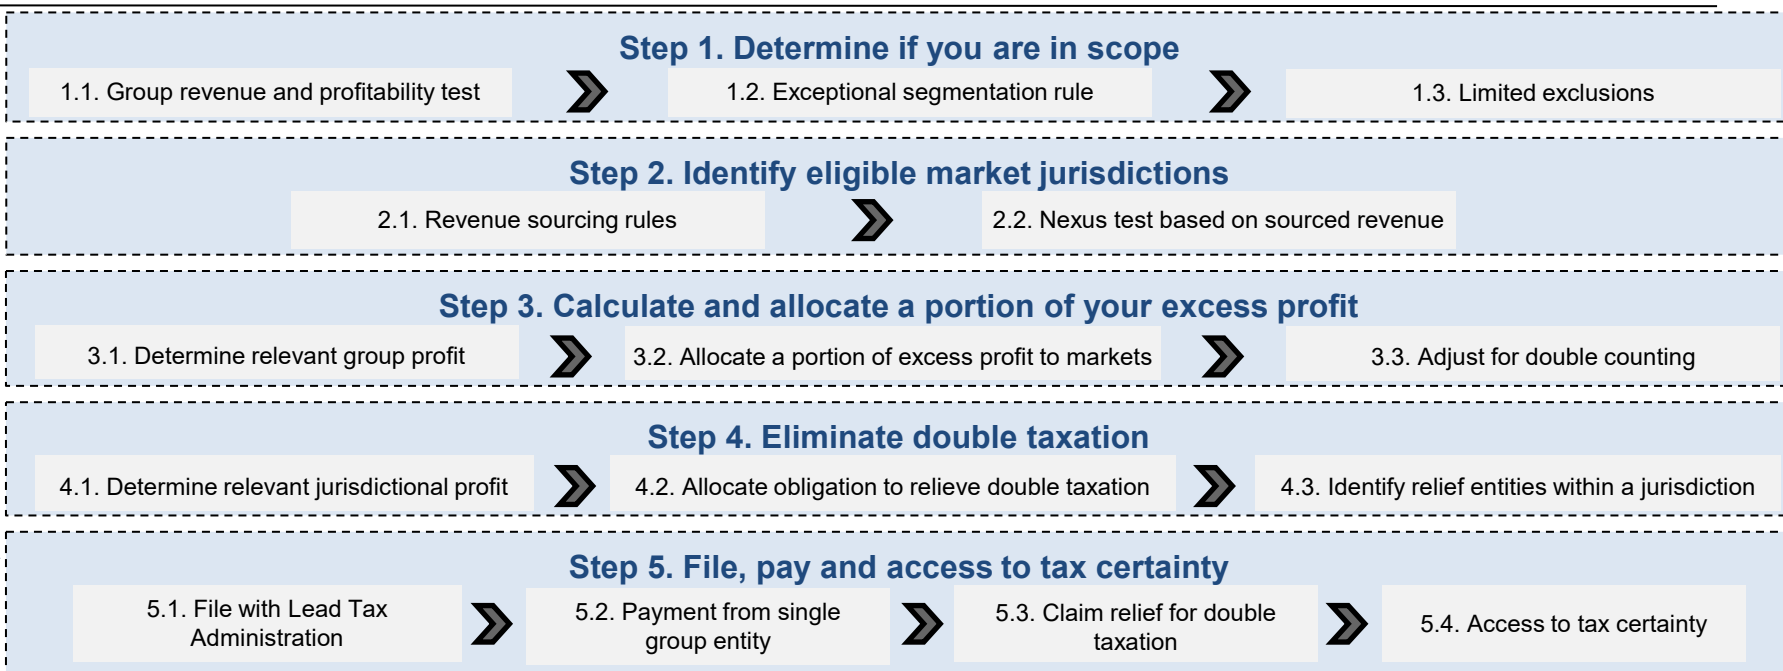 Step 1. Determine if you are in scope
1.1. Group revenue and profitability test
1.2. Exceptional segmentation rule
1.3. Limited exclusions
Step 2. Identify eligible market jurisdictions
2.1. Revenue sourcing rules
2.2. Nexus test based on sourced revenue
Step 3. Calculate and allocate a portion of your excess profit
3.1. Determine relevant group profit
3.2. Allocate a portion of excess profit to markets
3.3. Adjust for double counting
Step 4. Eliminate double taxation
4.1. Determine relevant jurisdictional profit
4.2. Allocate obligation to relieve double taxation
4.3. Identify relief entities within a jurisdiction
Step 5. File, pay and access to tax certainty
5.1. File with Lead Tax
Administration
5.2. Payment from single
group entity
5.3. Claim relief for double
taxation
5.4. Access to tax certainty